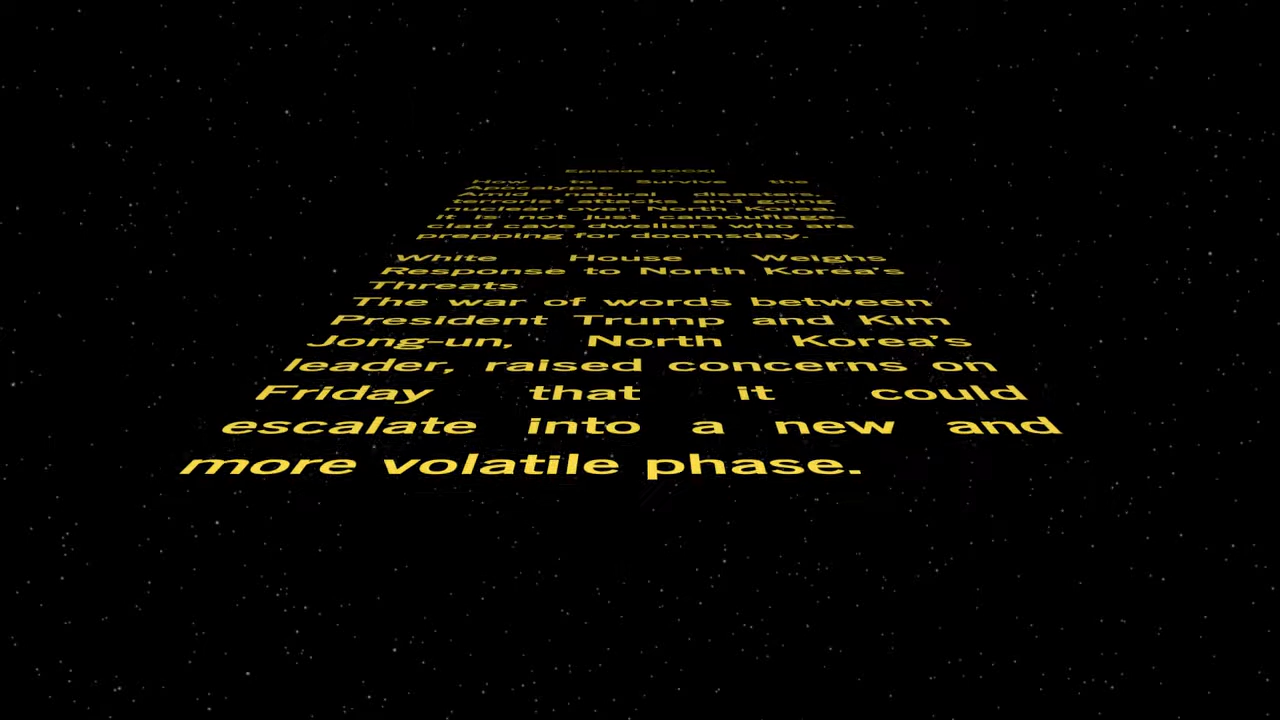 Episode DCCXI
How to Survive the
Apocalypse
Amid natural disasters,
terrorist attacks and going
nuclear over North Korea,
it is not just camouflage-
clad cave dwellers who are
prepping for doomsday.
White House Weighs
Response to North Korea's
Threats
The war of words between
President Trump and Kim
Jong-un, North Korea's
leader, raised concerns on
Friday that it could
escalate into a new and
more volatile phase.